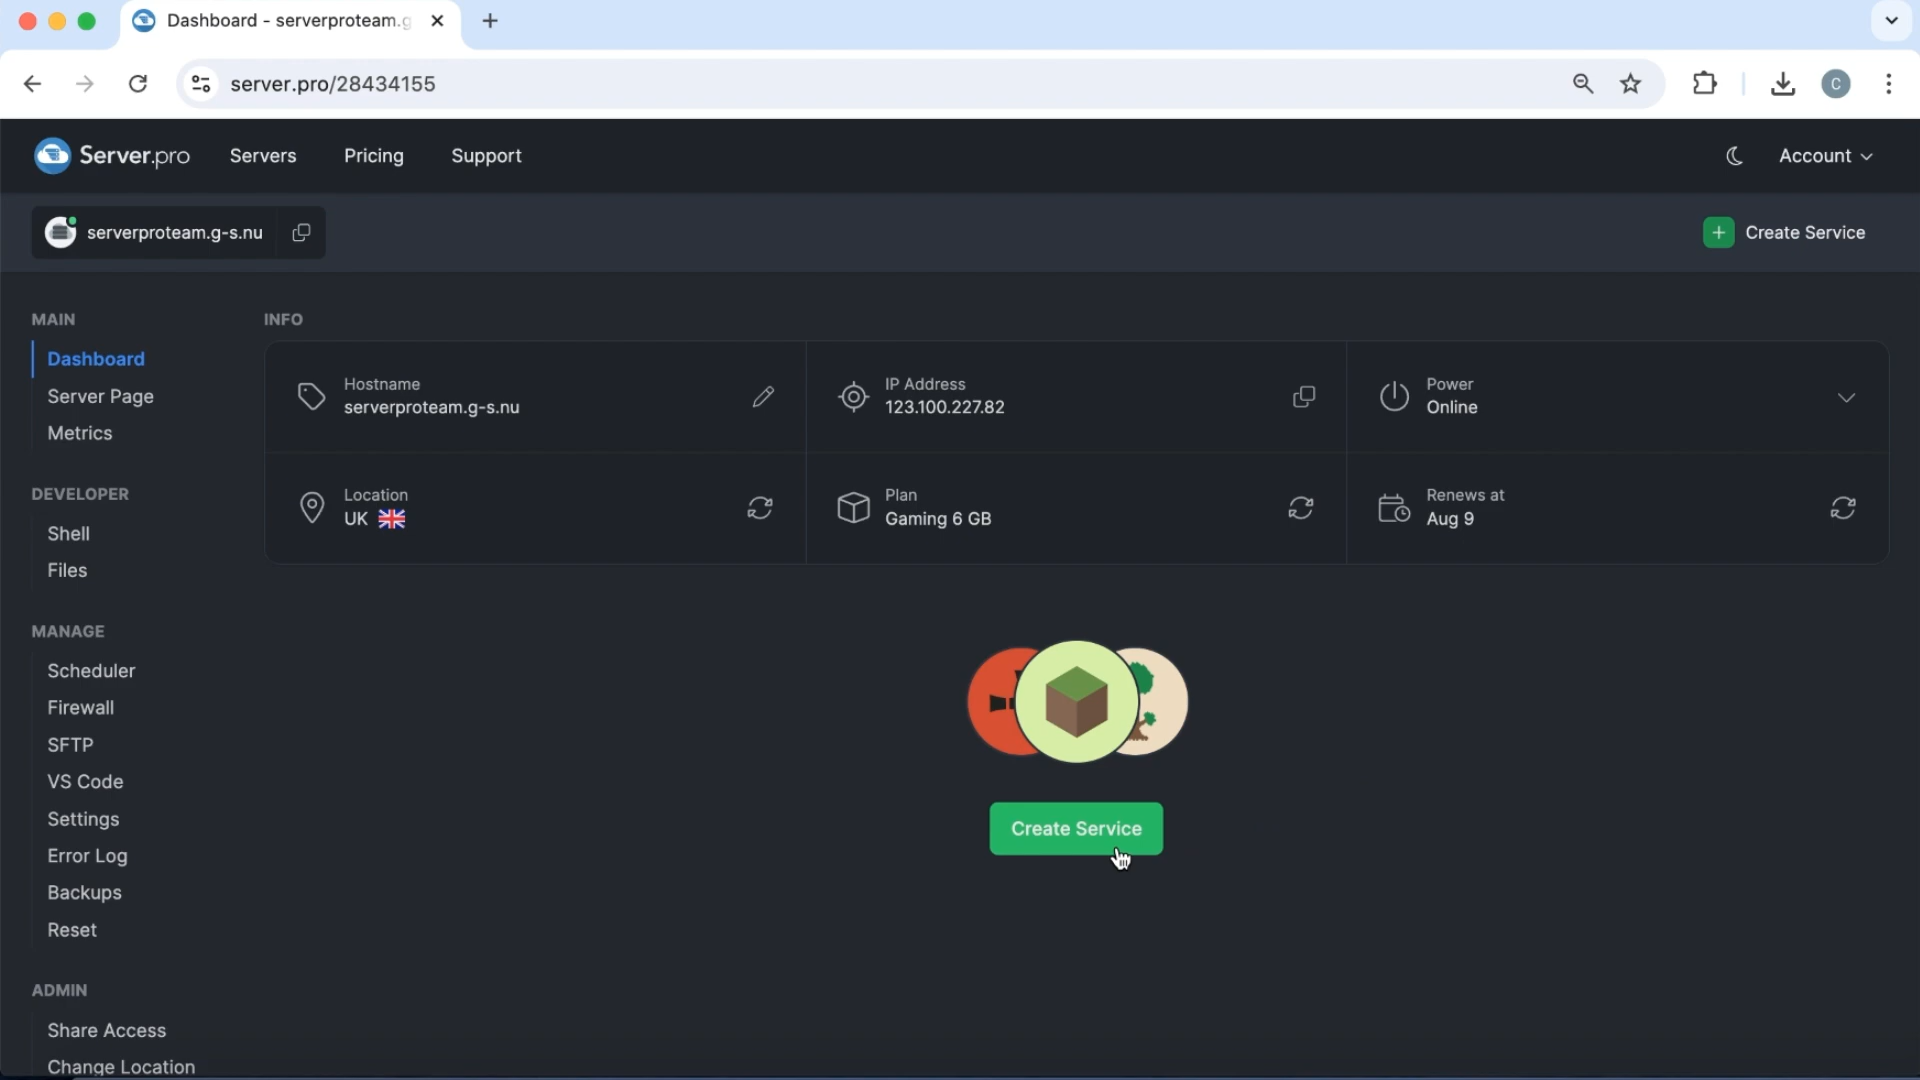 Dashboard - serverproteam.g
server.pro/28434155
C
Server.pro
Servers
Pricing
Support
Account
serverproteam.g-s.nu
Create Service
MAIN
Dashboard
Server Page
Metrics
DEVELOPER
Shell
Files
MANAGE
Scheduler
Firewall
SFTP
VS Code
Settings
Error Log
Backups
Reset
ADMIN
Share Access
Change Location
INFO
Hostname
serverproteam.g-s.nu
IP Address
123.100.227.82
Power
Online
Location
UK
Plan
Gaming 6 GB
Renews at
Aug 9
Create Service